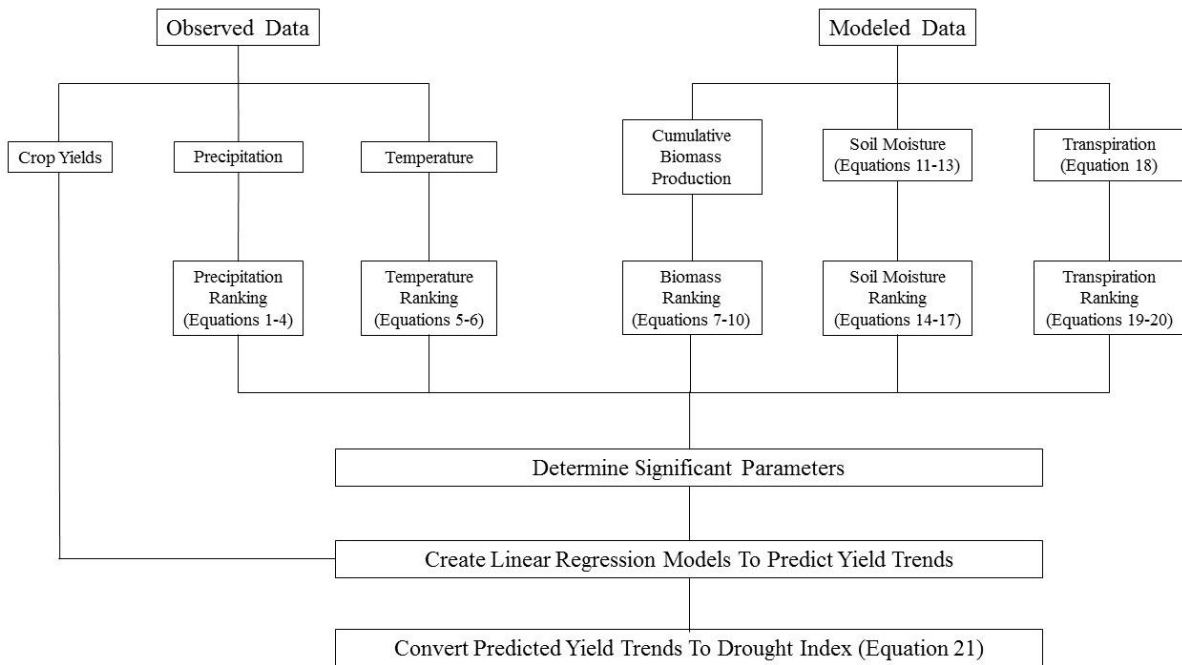 Observed Data
Modeled Data
Crop Yields
Precipitation
Temperature
Cumulative
Biomass
Production
Soil Moisture
(Equations 11-13)
Transpiration
(Equation 18)
Precipitation
Ranking
(Equations 1-4)
Temperature
Ranking
(Equations 5-6)
Biomass
Ranking
(Equations 7-10)
Soil Moisture
Ranking
(Equations 14-17)
Transpiration
Ranking
(Equations 19-20)
Determine Significant Parameters
Create Linear Regression Models To Predict Yield Trends
Convert Predicted Yield Trends To Drought Index (Equation 21)